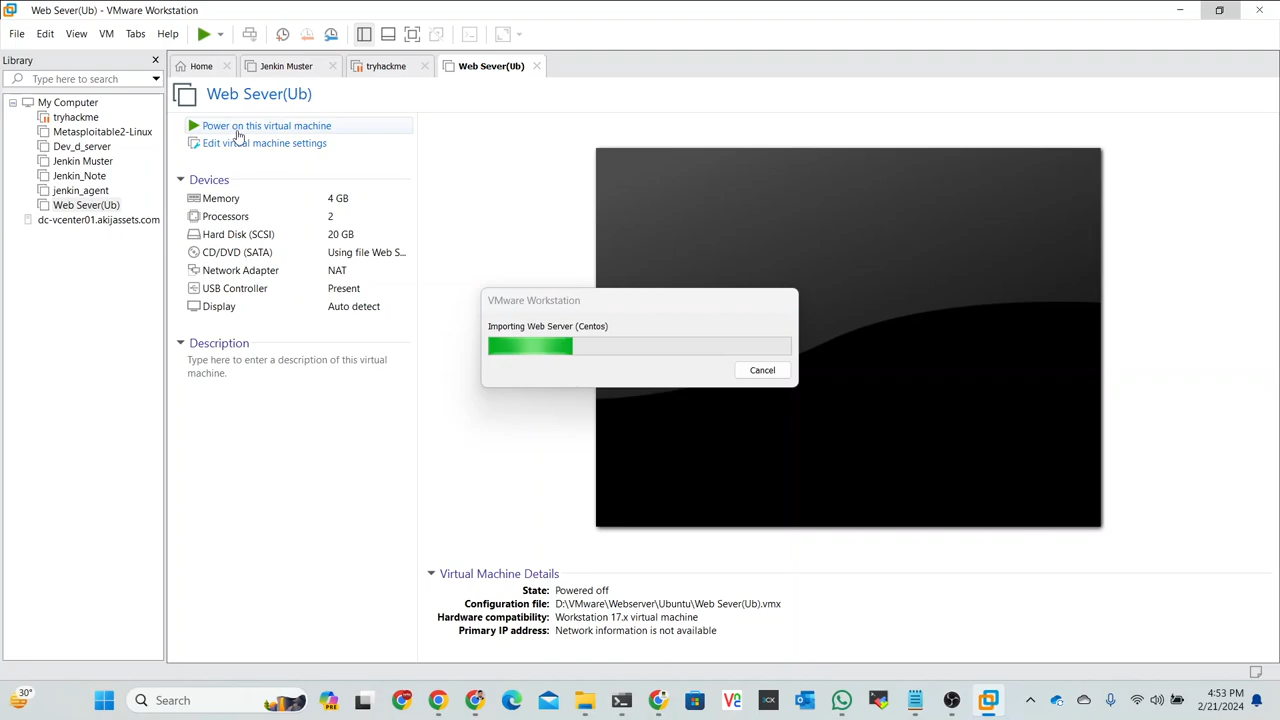 Web Sever(Ub) - VMware Workstation
File Edit View VM Tabs Help
Library
Type here to search
My Computer
tryhackme
Metasploitable2-Linux
Dev_d_server
Jenkin Muster
Jenkin_Note
jenkin_agent
Web Sever(Ub)
dc-vcenter01.akijassets.com
Home Jenkin Muster tryhackme Web Sever(Ub)
Web Sever(Ub)
Power on this virtual machine
Edit virtual machine settings
Devices
Memory 4 GB
Processors 2
Hard Disk (SCSI) 20 GB
CD/DVD (SATA) Using file Web S...
Network Adapter NAT
USB Controller Present
Display Auto detect
Description
Type here to enter a description of this virtual
machine.
VMware Workstation
Importing Web Server (Centos)
Cancel
Virtual Machine Details
State: Powered off
Configuration file: D:\VMware\Webserver\Ubuntu\Web Sever(Ub).vmx
Hardware compatibility: Workstation 17.x virtual machine
Primary IP address: Network information is not available
30°
Search
PRE
4:53 PM
2/21/2024